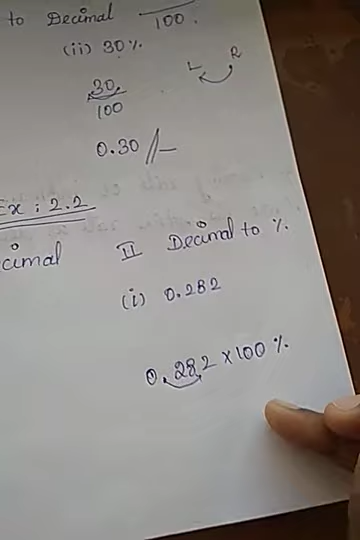 to Decimal 100.
(ii) 30%
L R
30
100
0.30 //
Ex: 2.2
cimal II Decimal to %.
(i) 0.282
0.282 × 100 %.